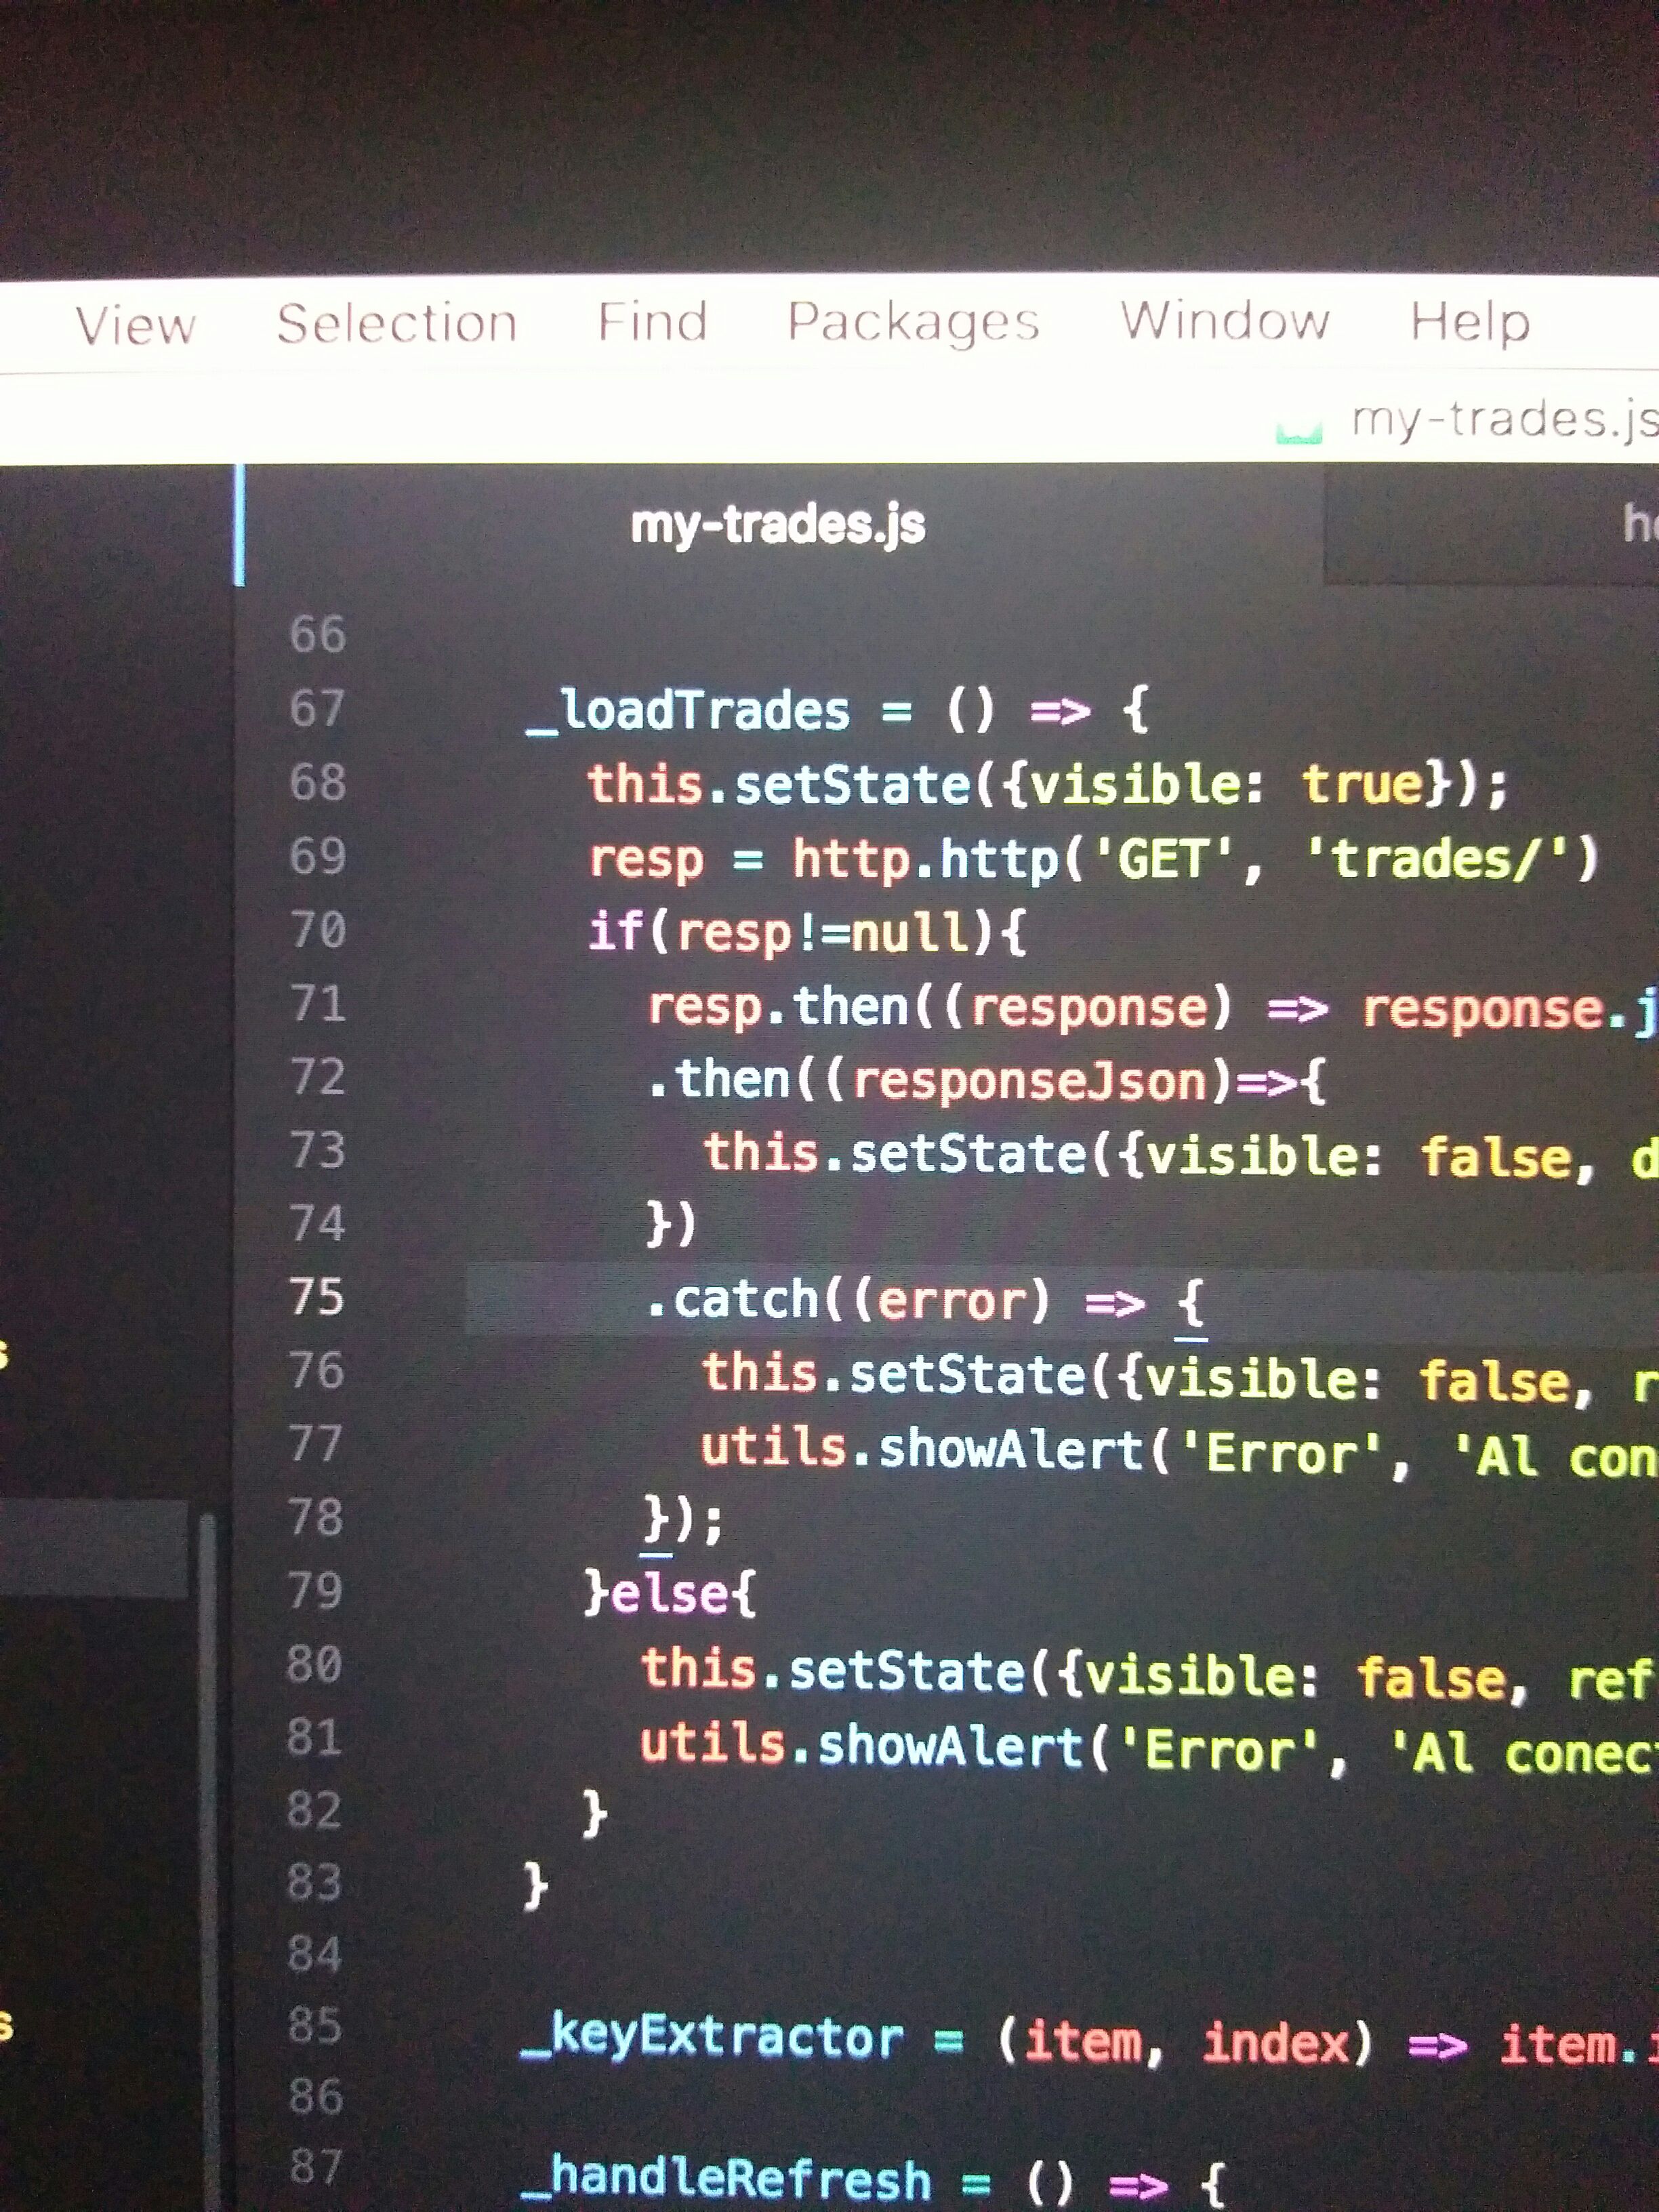 View Selection Find Packages Window Help
my-trades.js
my-trades.js
66
67 _loadTrades = () => {
68 this.setState({visible: true});
69 resp = http.http('GET', 'trades/')
70 if(resp!=null){
71 resp.then((response) => response.j
72 .then((responseJson)=>{
73 this.setState({visible: false, d
74 })
75 .catch((error) => {
76 this.setState({visible: false, r
77 utils.showAlert('Error', 'Al con
78 });
79 }else{
80 this.setState({visible: false, ref
81 utils.showAlert('Error', 'Al conec
82 }
83 }
84
85 _keyExtractor = (item, index) => item.i
86
87 _handleRefresh = () => {